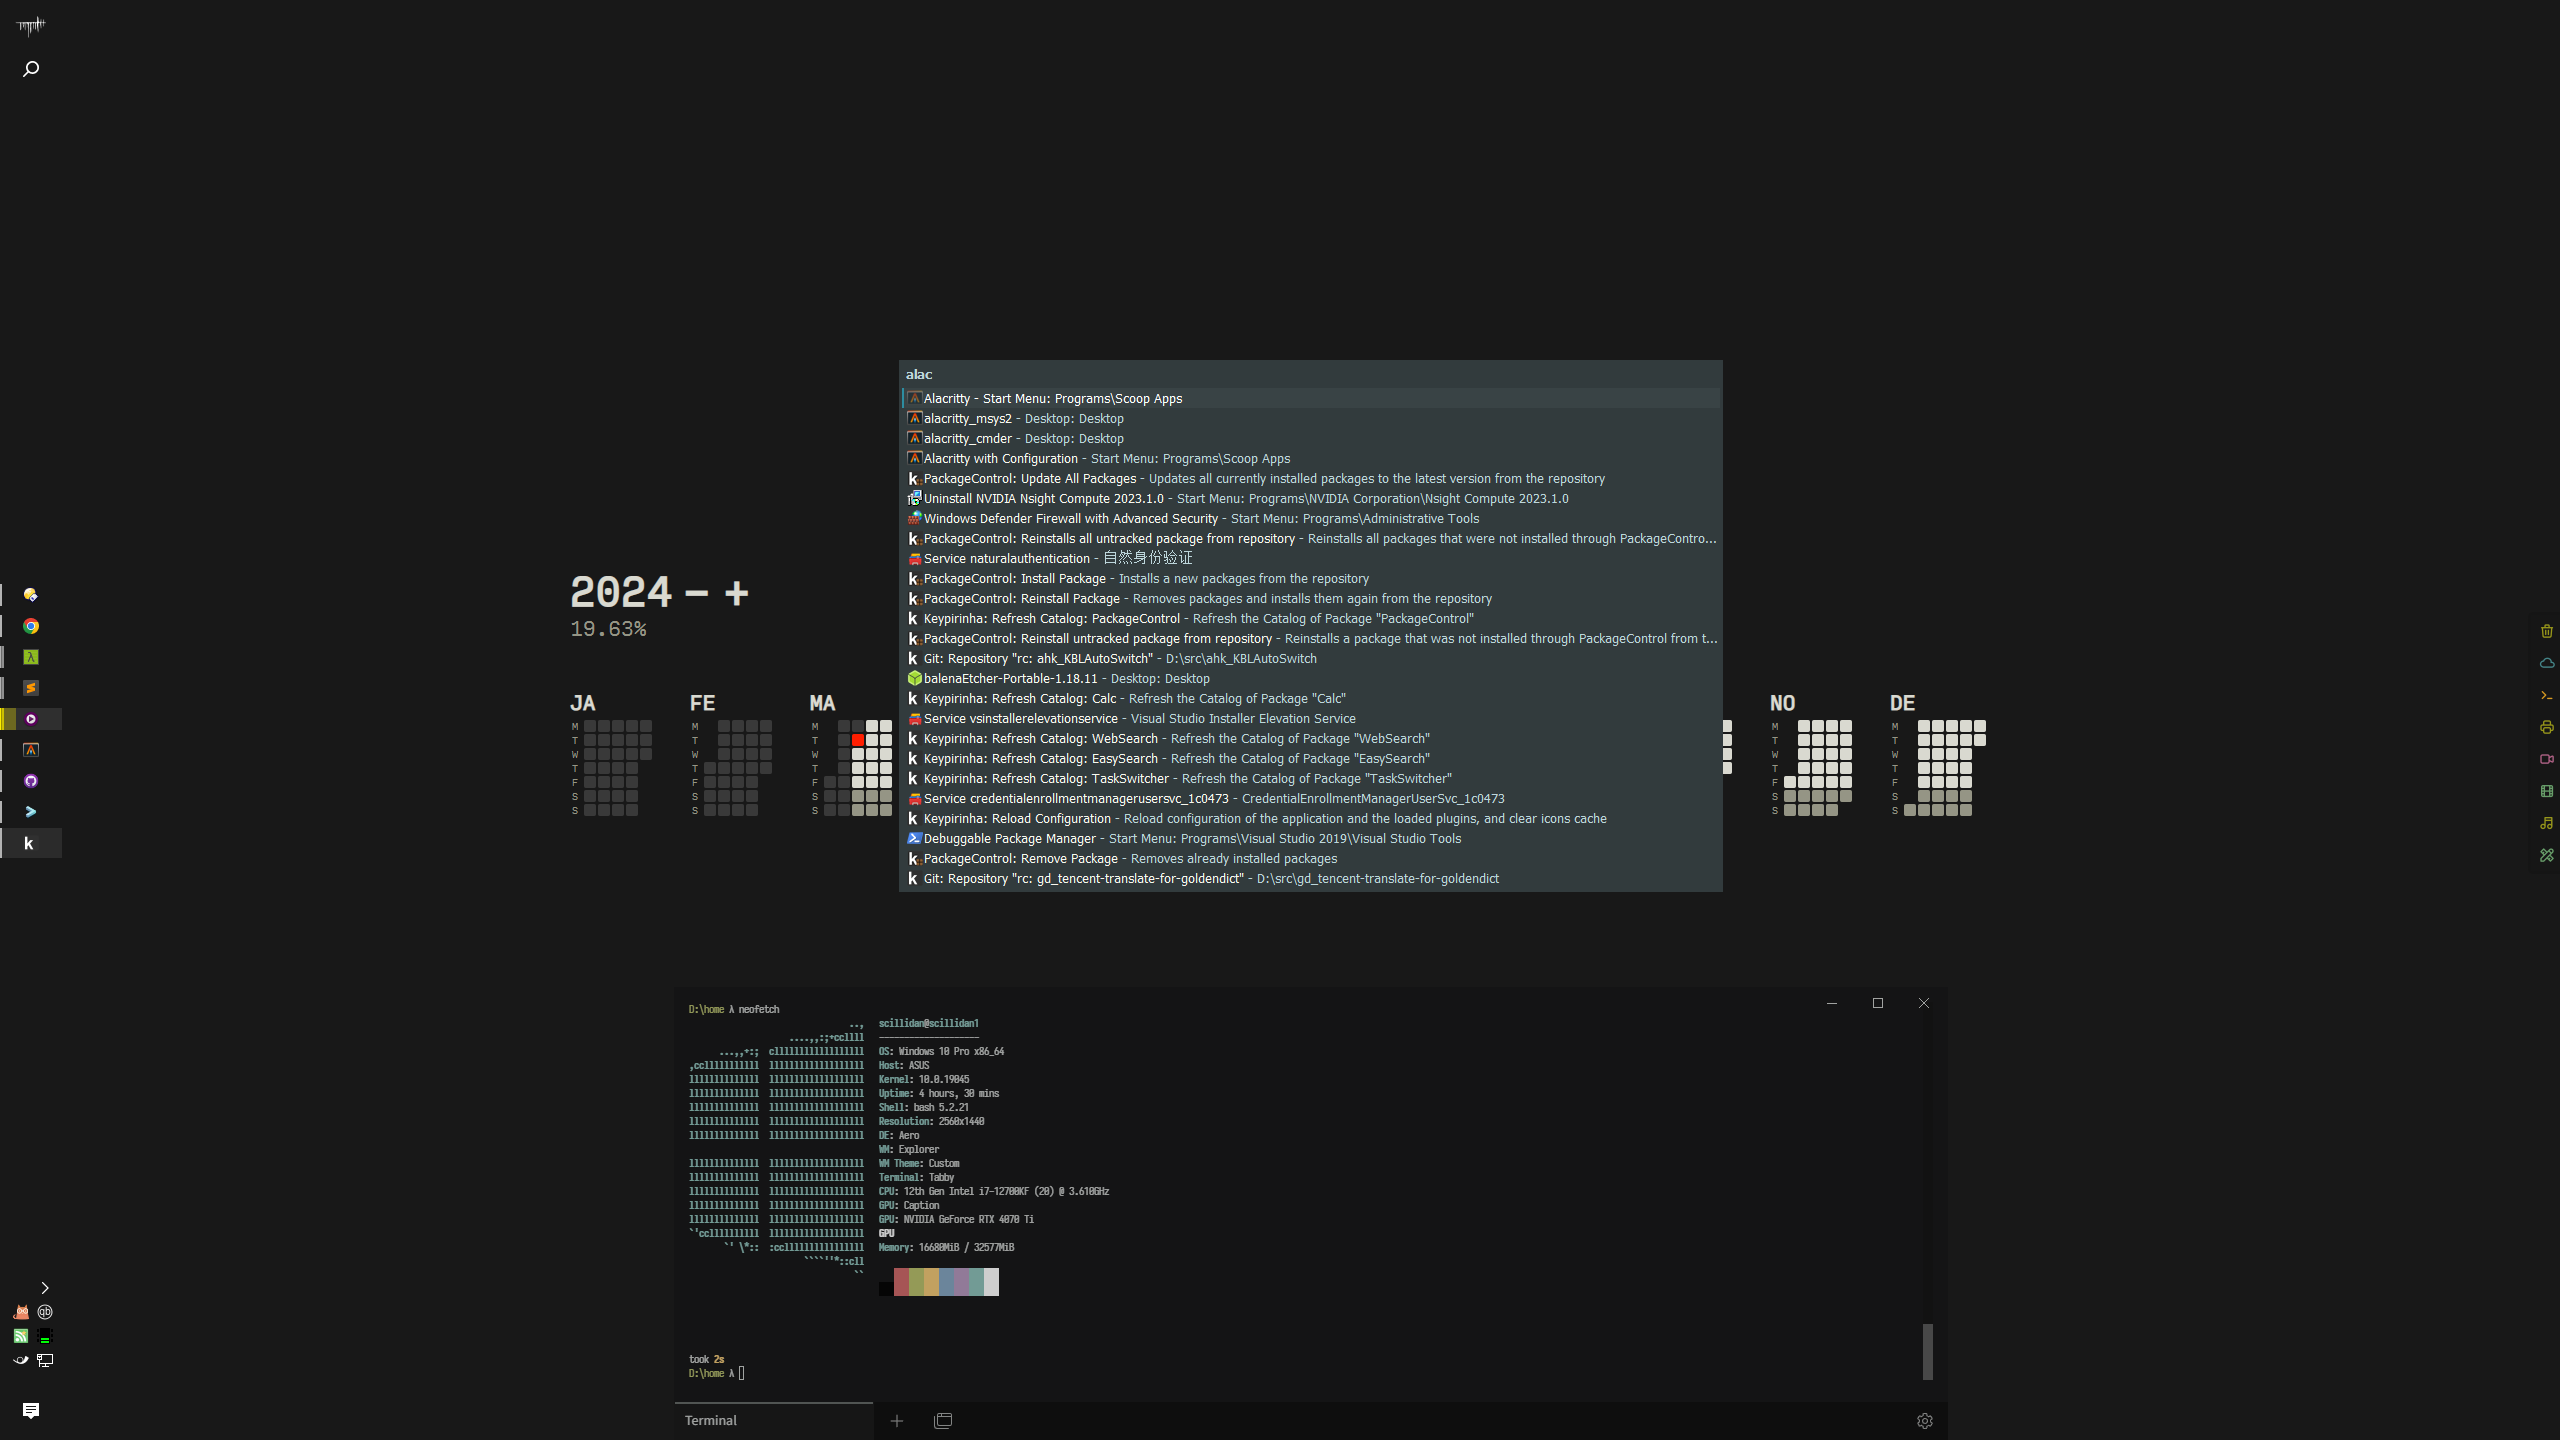 alac
Alacritty - Start Menu: Programs\Scoop Apps
alacritty_msys2 - Desktop: Desktop
alacritty_cmder - Desktop: Desktop
Alacritty with Configuration - Start Menu: Programs\Scoop Apps
PackageControl: Update All Packages - Updates all currently installed packages to the latest version from the repository
Uninstall NVIDIA Nsight Compute 2023.1.0 - Start Menu: Programs\NVIDIA Corporation\Nsight Compute 2023.1.0
Windows Defender Firewall with Advanced Security - Start Menu: Programs\Administrative Tools
PackageControl: Reinstalls all untracked package from repository - Reinstalls all packages that were not installed through PackageContro...
Service naturalauthentication - 自然身份验证
PackageControl: Install Package - Installs a new packages from the repository
PackageControl: Reinstall Package - Removes packages and installs them again from the repository
Keypirinha: Refresh Catalog: PackageControl - Refresh the Catalog of Package "PackageControl"
PackageControl: Reinstall untracked package from repository - Reinstalls a package that was not installed through PackageControl from t...
Git: Repository "rc: ahk_KBLAutoSwitch" - D:\src\ahk_KBLAutoSwitch
balenaEtcher-Portable-1.18.11 - Desktop: Desktop
Keypirinha: Refresh Catalog: Calc - Refresh the Catalog of Package "Calc"
Service vsinstallerelevationservice - Visual Studio Installer Elevation Service
Keypirinha: Refresh Catalog: WebSearch - Refresh the Catalog of Package "WebSearch"
Keypirinha: Refresh Catalog: EasySearch - Refresh the Catalog of Package "EasySearch"
Keypirinha: Refresh Catalog: TaskSwitcher - Refresh the Catalog of Package "TaskSwitcher"
Service credentialenrollmentmanagerusersvc_1c0473 - CredentialEnrollmentManagerUserSvc_1c0473
Keypirinha: Reload Configuration - Reload configuration of the application and the loaded plugins, and clear icons cache
Debuggable Package Manager - Start Menu: Programs\Visual Studio 2019\Visual Studio Tools
PackageControl: Remove Package - Removes already installed packages
Git: Repository "rc: gd_tencent-translate-for-goldendict" - D:\src\gd_tencent-translate-for-goldendict
2024 - +
19.63%
JA FE MA NO DE
M M M M M
T T T T T
W W W W W
T T T T T
F F F F F
S S S S S
S S S S S
D:\home λ neofetch
scillidan@scillidan1
--------------------
OS: Windows 10 Pro x86_64
Host: ASUS
Kernel: 10.0.19045
Uptime: 4 hours, 30 mins
Shell: bash 5.2.21
Resolution: 2560x1440
DE: Aero
WM: Explorer
WM Theme: Custom
Terminal: Tabby
CPU: 12th Gen Intel i7-12700KF (20) @ 3.610GHz
GPU: Caption
GPU: NVIDIA GeForce RTX 4070 Ti
GPU
Memory: 16680MiB / 32577MiB
took 2s
D:\home λ
Terminal